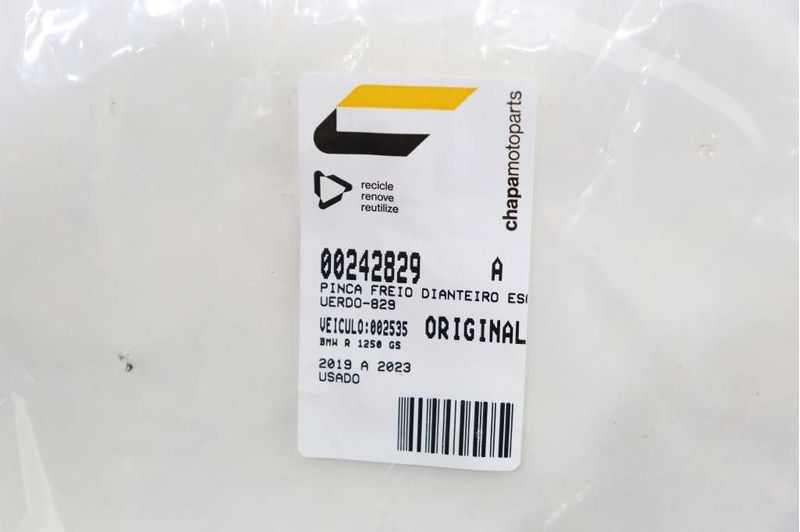 chapamotoparts
recicle
renove
reutilize
00242829 A
PINCA FREIO DIANTEIRO ESQ
UERDO-829
VEICULO:002535 ORIGINAL
BMW R 1250 GS
2019 A 2023
USADO